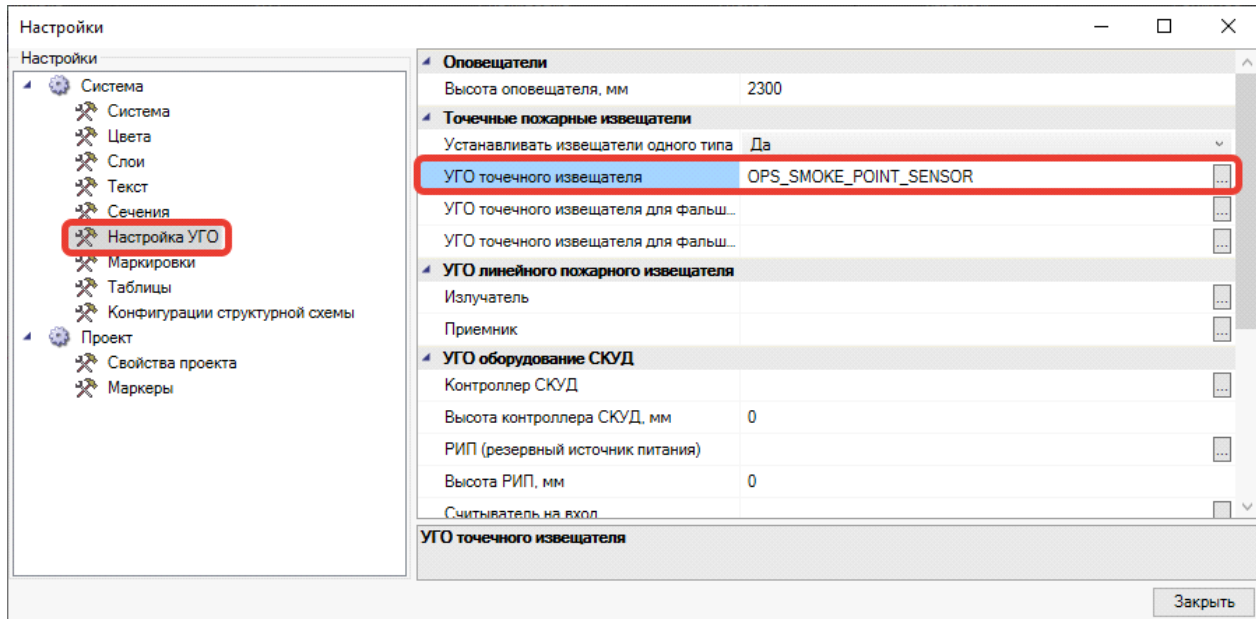 Настройки
Настройки
Система
Система
Цвета
Слои
Текст
Сечения
Настройка УГО
Маркировки
Таблицы
Конфигурации структурной схемы
Проект
Свойства проекта
Маркеры
Оповещатели
Высота оповещателя, мм 2300
Точечные пожарные извещатели
Устанавливать извещатели одного типа Да
УГО точечного извещателя OPS_SMOKE_POINT_SENSOR ...
УГО точечного извещателя для фальш... ...
УГО точечного извещателя для фальш... ...
УГО линейного пожарного извещателя
Излучатель ...
Приемник ...
УГО оборудование СКУД
Контроллер СКУД ...
Высота контроллера СКУД, мм 0
РИП (резервный источник питания) ...
Высота РИП, мм 0
Считыватель на вход ...
УГО точечного извещателя
Закрыть